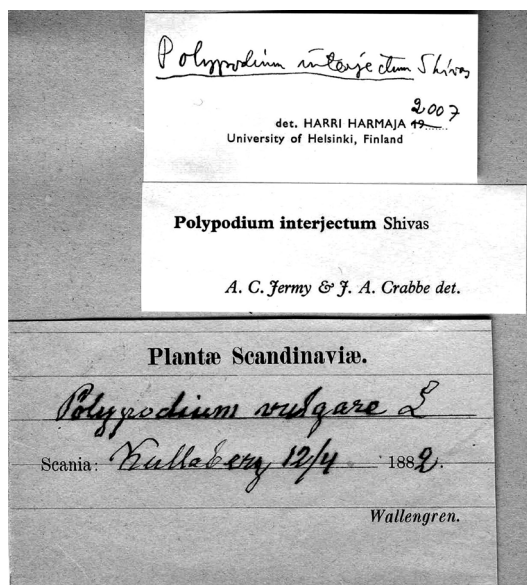 Polypodium interjectum Shivas
2007
det. HARRI HARMAJA 19......
University of Helsinki, Finland
Polypodium interjectum Shivas
A. C. Jermy & J. A. Crabbe det.
Plantæ Scandinaviæ.
Polypodium vulgare L
Scania: Kullaberg 12/4 1882.
Wallengren.